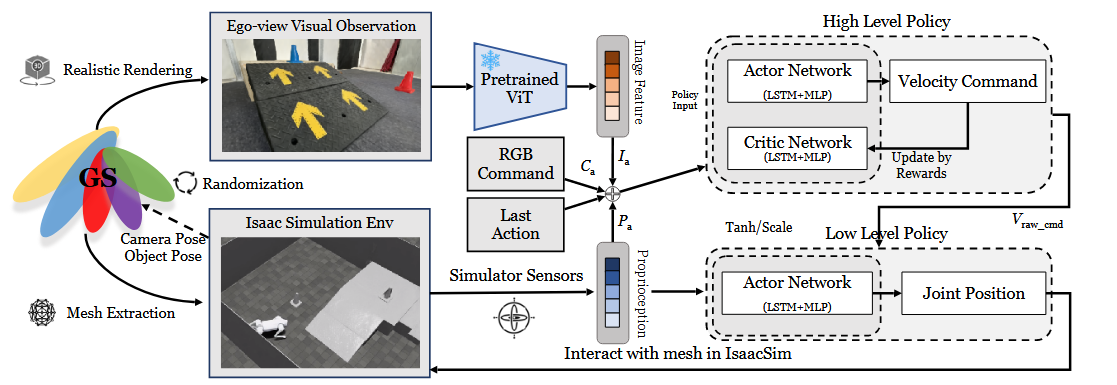 Ego-view Visual Observation
Realistic Rendering
3D
GS
Randomization
Camera Pose
Object Pose
Mesh Extraction
Isaac Simulation Env
Pretrained
ViT
Image Feature
RGB
Command
Last
Action
C_a
I_a
P_a
Simulator Sensors
Proprioception
High Level Policy
Policy
Input
Actor Network
(LSTM+MLP)
Velocity Command
Critic Network
(LSTM+MLP)
Update by
Rewards
V_raw_cmd
Tanh/Scale
Low Level Policy
Actor Network
(LSTM+MLP)
Joint Position
Interact with mesh in IsaacSim